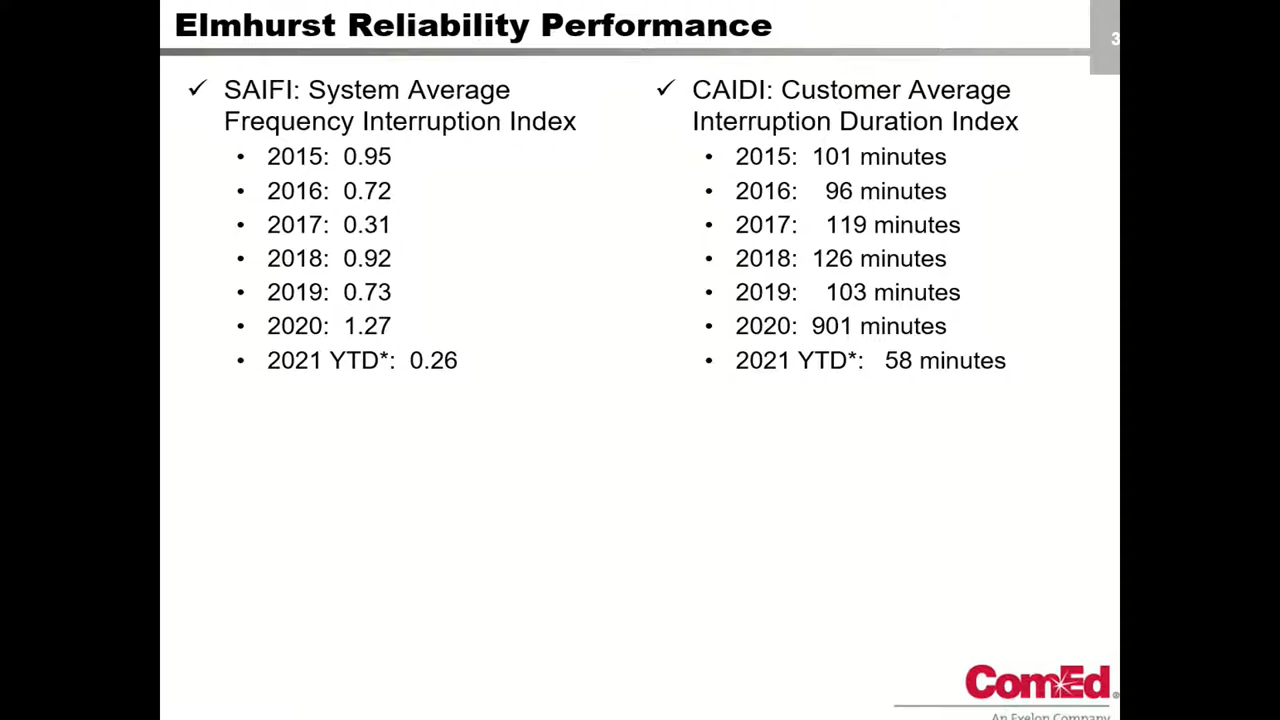 Elmhurst Reliability Performance
3
✓ SAIFI: System Average
Frequency Interruption Index
• 2015: 0.95
• 2016: 0.72
• 2017: 0.31
• 2018: 0.92
• 2019: 0.73
• 2020: 1.27
• 2021 YTD*: 0.26
✓ CAIDI: Customer Average
Interruption Duration Index
• 2015: 101 minutes
• 2016: 96 minutes
• 2017: 119 minutes
• 2018: 126 minutes
• 2019: 103 minutes
• 2020: 901 minutes
• 2021 YTD*: 58 minutes
ComEd®
An Exelon Company